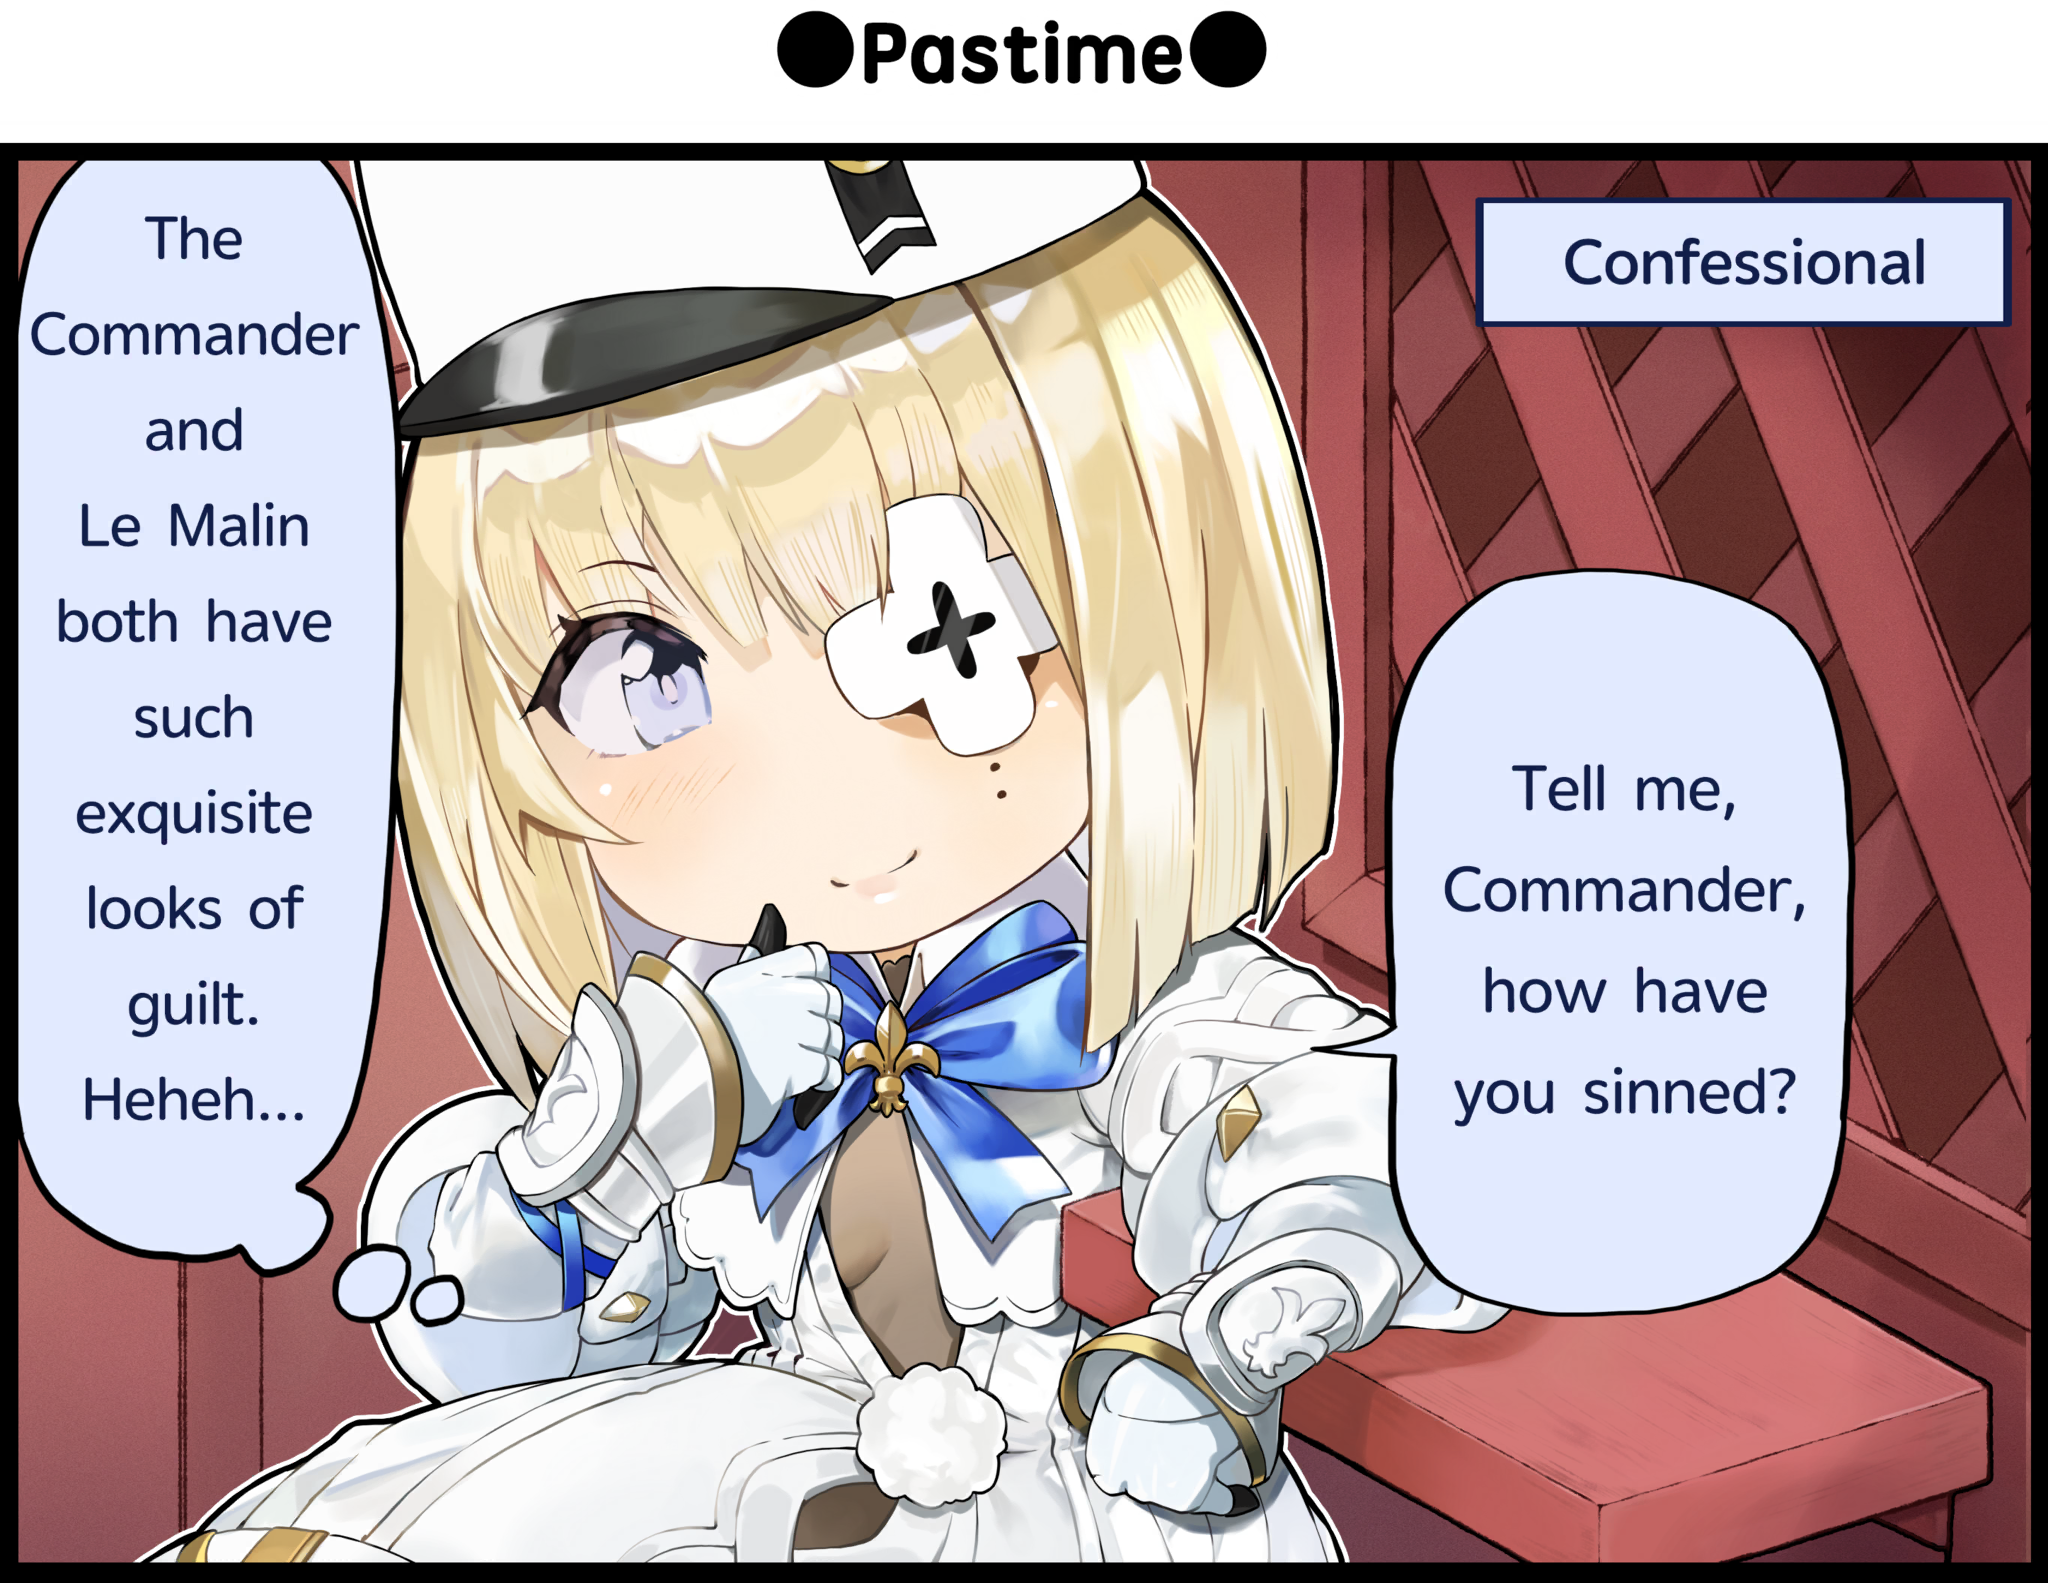 ●Pastime●
Confessional
Tell me,
Commander,
how have
you sinned?
The
Commander
and
Le Malin
both have
such
exquisite
looks of
guilt.
Heheh...